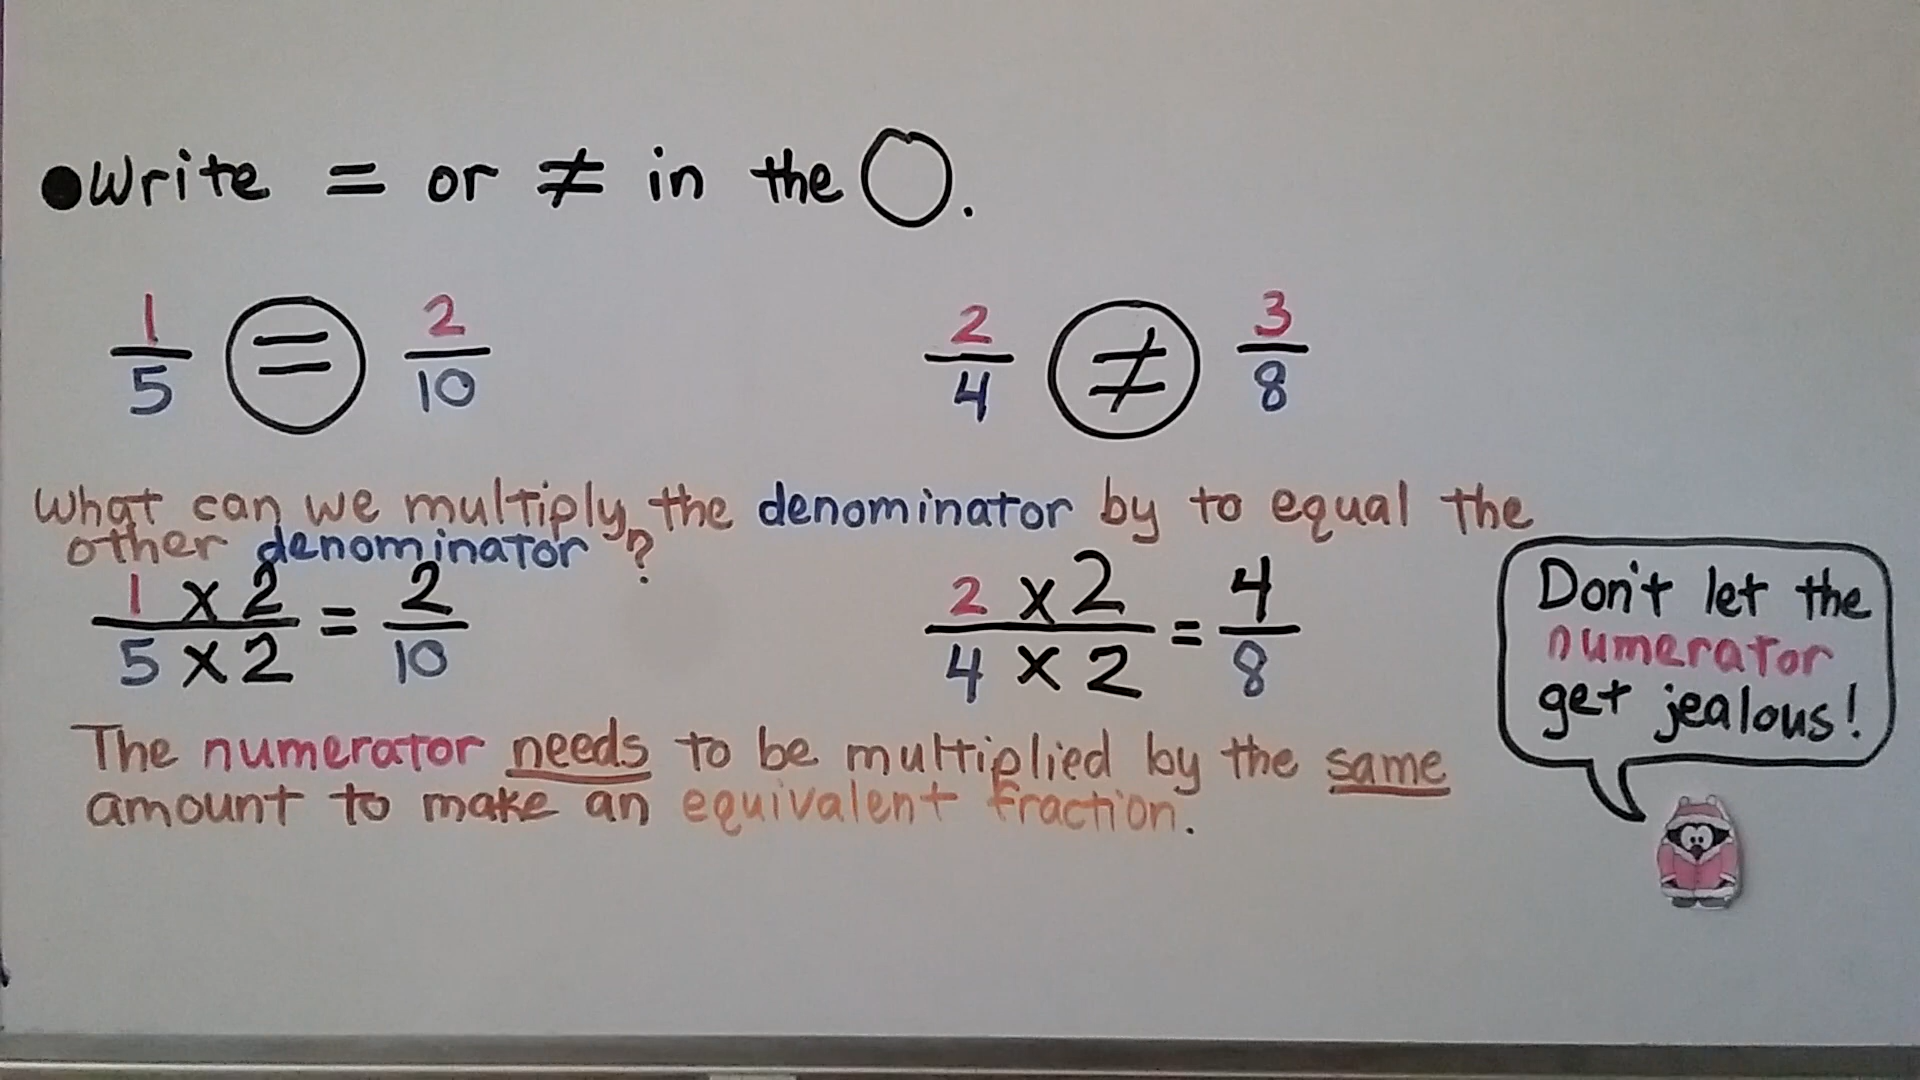 ●Write = or ≠ in the ◯.
1/5 = 2/10    2/4 ≠ 3/8
What can we multiply the denominator by to equal the
other denominator?
1 x 2 / 5 x 2 = 2/10    2 x 2 / 4 x 2 = 4/8
The numerator needs to be multiplied by the same
amount to make an equivalent fraction.
Don't let the
numerator
get jealous!